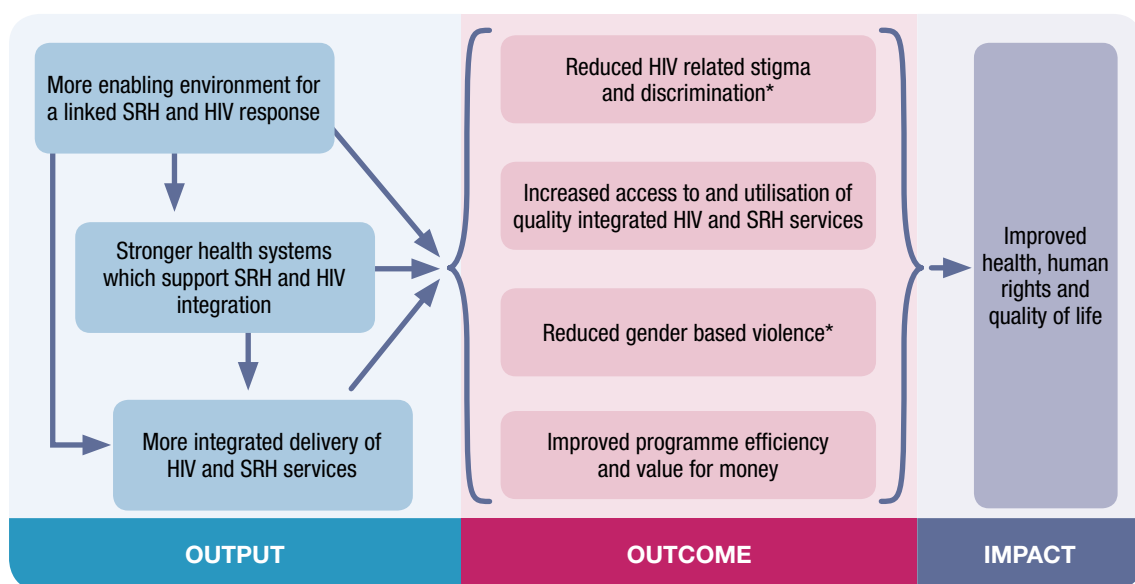 More enabling environment for
a linked SRH and HIV response
Stronger health systems
which support SRH and HIV
integration
More integrated delivery of
HIV and SRH services
Reduced HIV related stigma
and discrimination*
Increased access to and utilisation of
quality integrated HIV and SRH services
Reduced gender based violence*
Improved programme efficiency
and value for money
Improved
health, human
rights and
quality of life
OUTPUT
OUTCOME
IMPACT